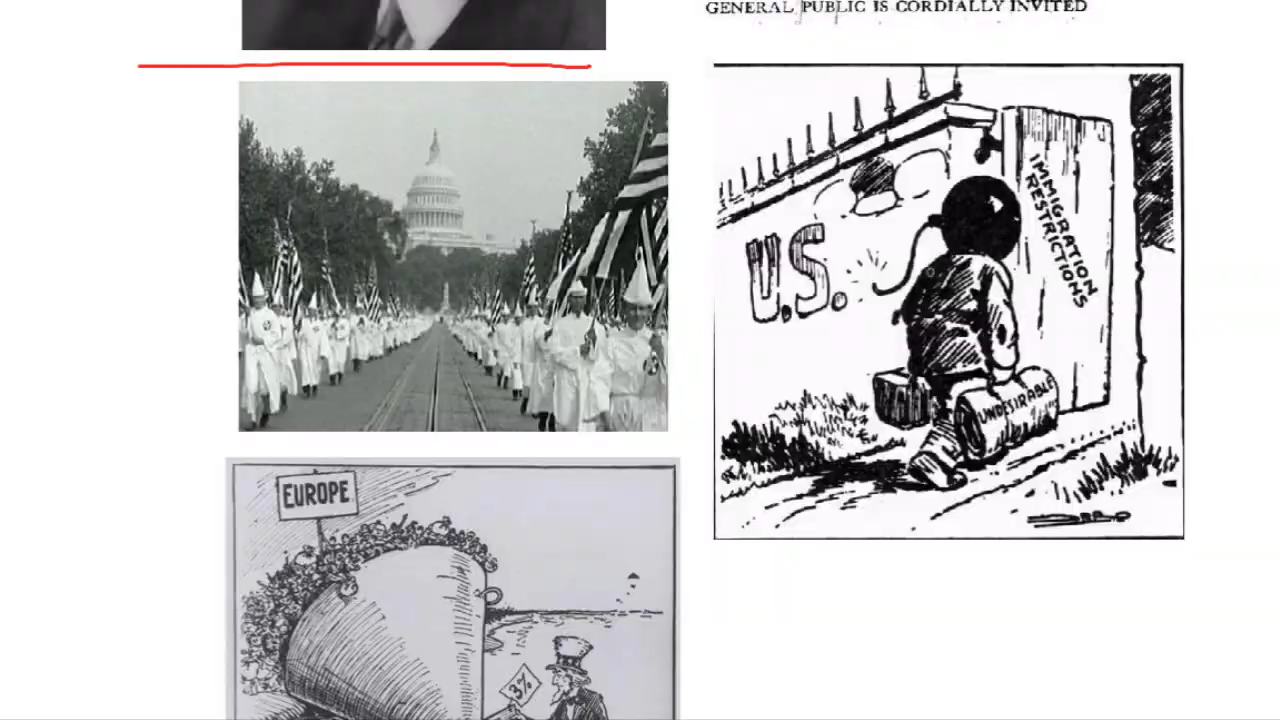 GENERAL PUBLIC IS CORDIALLY INVITED
IMMIGRATION
RESTRICTIONS
U.S.
UNDESIRABLE
EUROPE
3%